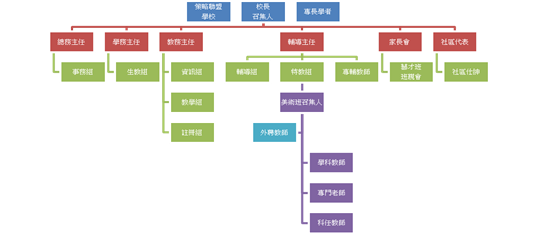 策略聯盟
學校
校長
召集人
專長學者
總務主任
學務主任
教務主任
輔導主任
家長會
社區代表
事務組
生教組
資訊組
輔導組
特教組
專輔教師
藝才班
班親會
社區仕紳
教學組
美術班召集人
註冊組
外聘教師
學科教師
專門老師
科任教師